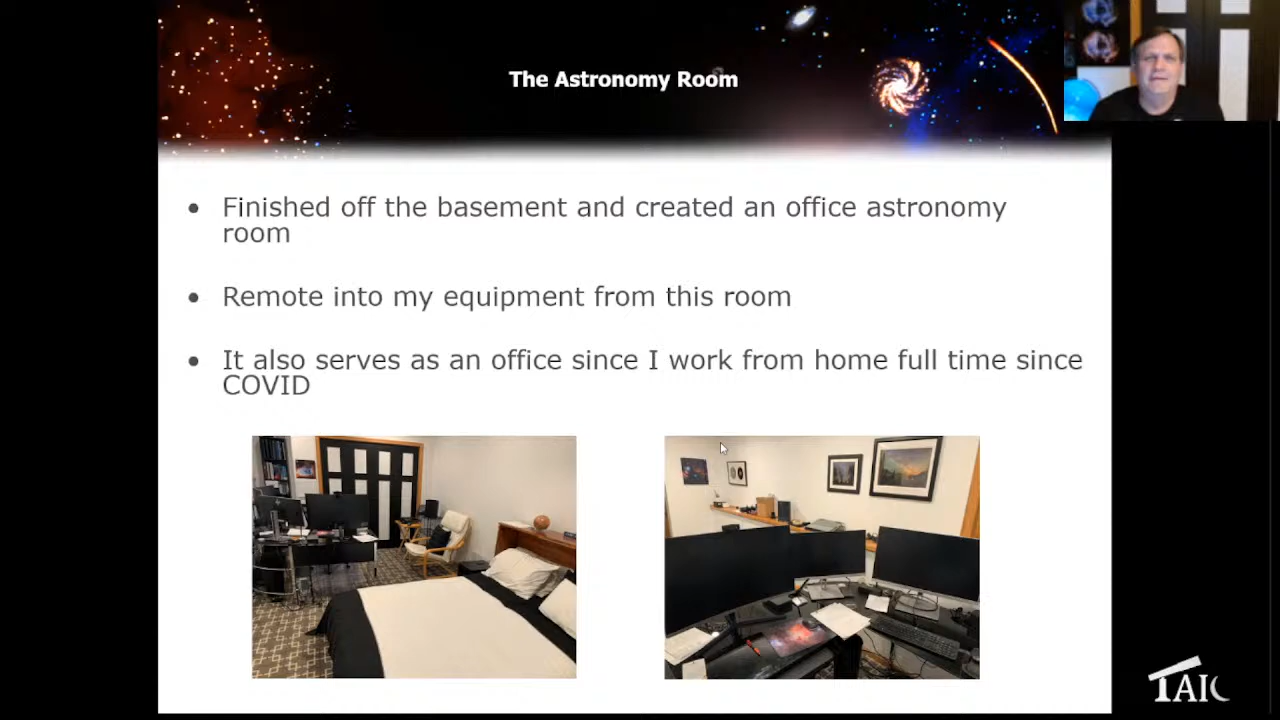 The Astronomy Room
• Finished off the basement and created an office astronomy
room
• Remote into my equipment from this room
• It also serves as an office since I work from home full time since
COVID
TAIC